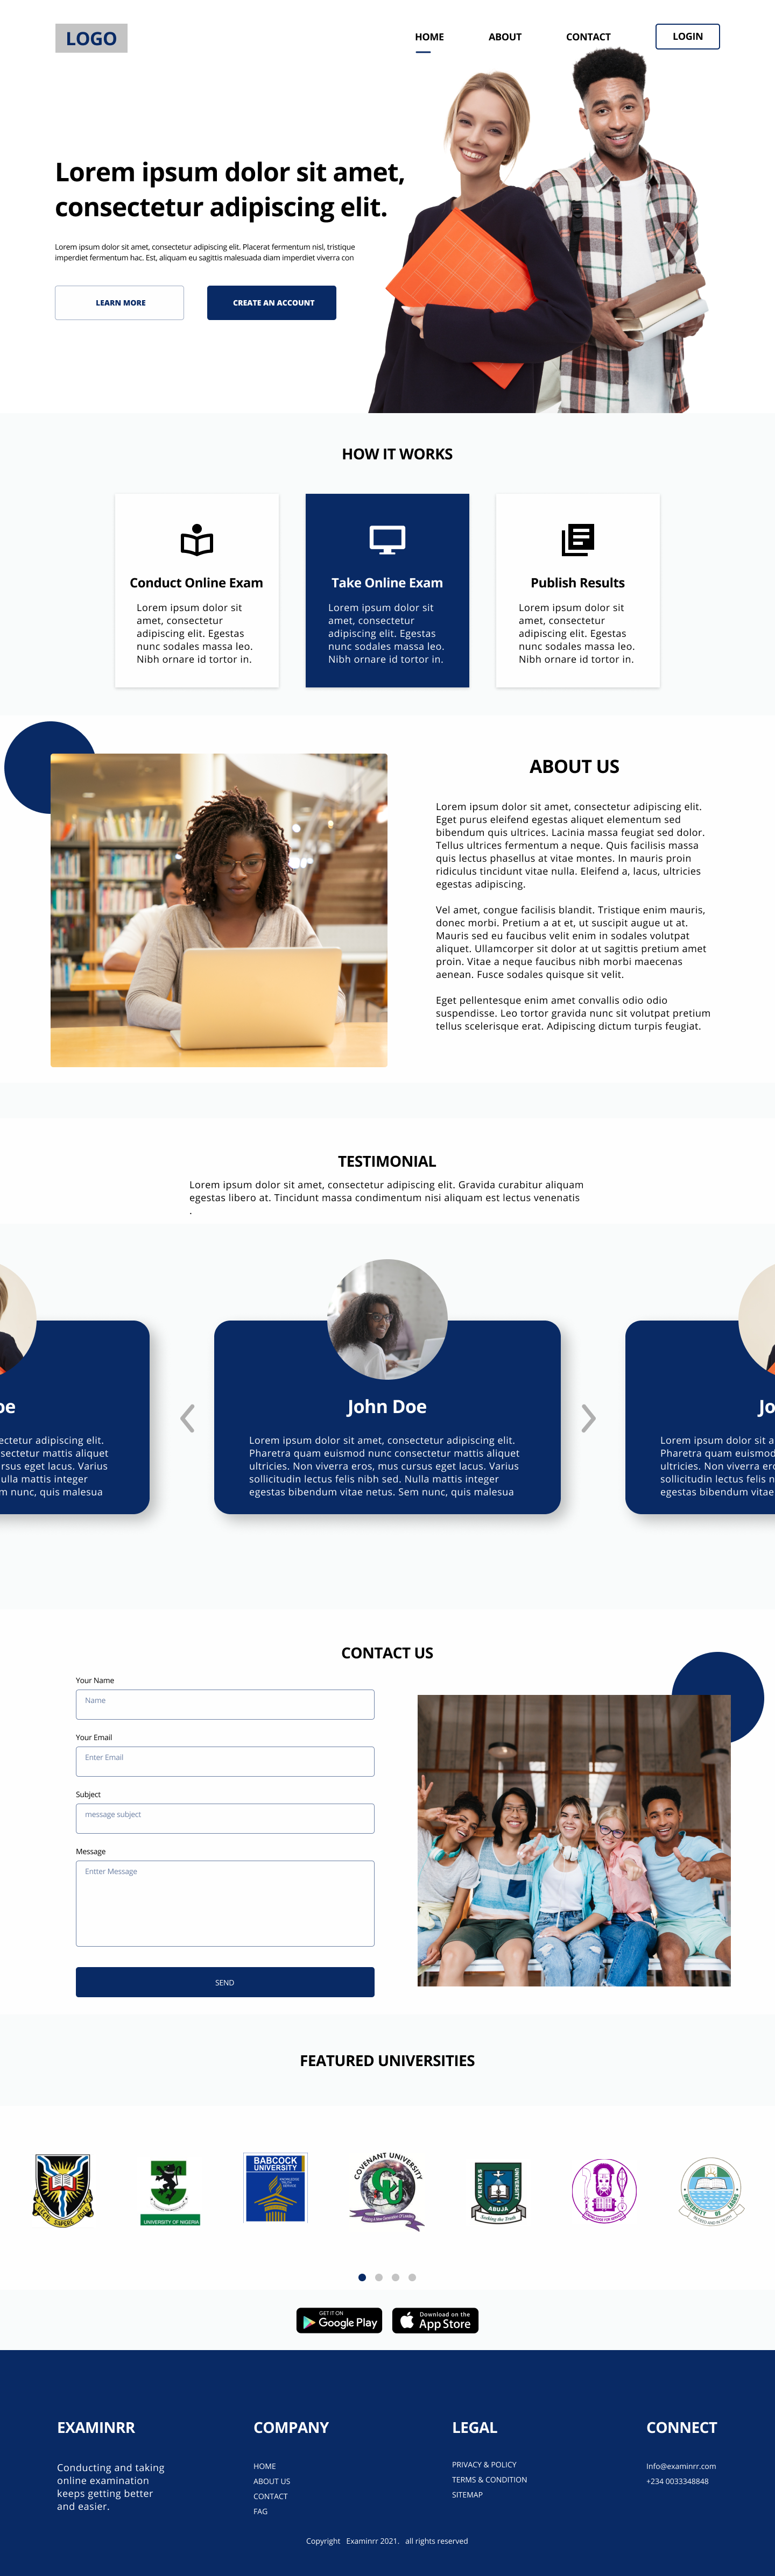 LOGO
HOME
ABOUT
CONTACT
LOGIN
Lorem ipsum dolor sit amet,
consectetur adipiscing elit.
Lorem ipsum dolor sit amet, consectetur adipiscing elit. Placerat fermentum nisl, tristique
imperdiet fermentum hac. Est, aliquam eu sagittis malesuada diam imperdiet viverra con
LEARN MORE
CREATE AN ACCOUNT
HOW IT WORKS
Conduct Online Exam
Lorem ipsum dolor sit
amet, consectetur
adipiscing elit. Egestas
nunc sodales massa leo.
Nibh ornare id tortor in.
Take Online Exam
Lorem ipsum dolor sit
amet, consectetur
adipiscing elit. Egestas
nunc sodales massa leo.
Nibh ornare id tortor in.
Publish Results
Lorem ipsum dolor sit
amet, consectetur
adipiscing elit. Egestas
nunc sodales massa leo.
Nibh ornare id tortor in.
ABOUT US
Lorem ipsum dolor sit amet, consectetur adipiscing elit.
Eget purus eleifend egestas aliquet elementum sed
bibendum quis ultrices. Lacinia massa feugiat sed dolor.
Tellus ultrices fermentum a neque. Quis facilisis massa
quis lectus phasellus at vitae montes. In mauris proin
ridiculus tincidunt vitae nulla. Eleifend a, lacus, ultricies
egestas adipiscing.
Vel amet, congue facilisis blandit. Tristique enim mauris,
donec morbi. Pretium a at et, ut suscipit augue ut at.
Mauris sed eu faucibus velit enim in sodales volutpat
aliquet. Ullamcorper sit dolor at ut sagittis pretium amet
proin. Vitae a neque faucibus nibh morbi maecenas
aenean. Fusce sodales quisque sit velit.
Eget pellentesque enim amet convallis odio odio
suspendisse. Leo tortor gravida nunc sit volutpat pretium
tellus scelerisque erat. Adipiscing dictum turpis feugiat.
TESTIMONIAL
Lorem ipsum dolor sit amet, consectetur adipiscing elit. Gravida curabitur aliquam
egestas libero at. Tincidunt massa condimentum nisi aliquam est lectus venenatis
.
oe
ectetur adipiscing elit.
sectetur mattis aliquet
rsus eget lacus. Varius
ulla mattis integer
m nunc, quis malesua
John Doe
Lorem ipsum dolor sit amet, consectetur adipiscing elit.
Pharetra quam euismod nunc consectetur mattis aliquet
ultricies. Non viverra eros, mus cursus eget lacus. Varius
sollicitudin lectus felis nibh sed. Nulla mattis integer
egestas bibendum vitae netus. Sem nunc, quis malesua
Jo
Lorem ipsum dolor sit a
Pharetra quam euismod
ultricies. Non viverra er
sollicitudin lectus felis n
egestas bibendum vitae
CONTACT US
Your Name
Name
Your Email
Enter Email
Subject
message subject
Message
Entter Message
SEND
FEATURED UNIVERSITIES
UNIVERSITY OF NIGERIA
BABCOCK
UNIVERSITY
COVENANT UNIVERSITY
CU
VERITAS
UNIVERSITY
ABUJA
Seeking the Truth
UNIVERSITY OF LAGOS
IN DEED AND IN TRUTH
GET IT ON
Google Play
Download on the
App Store
EXAMINRR
Conducting and taking
online examination
keeps getting better
and easier.
COMPANY
HOME
ABOUT US
CONTACT
FAG
LEGAL
PRIVACY & POLICY
TERMS & CONDITION
SITEMAP
CONNECT
Info@examinrr.com
+234 0033348848
Copyright Examinrr 2021. all rights reserved